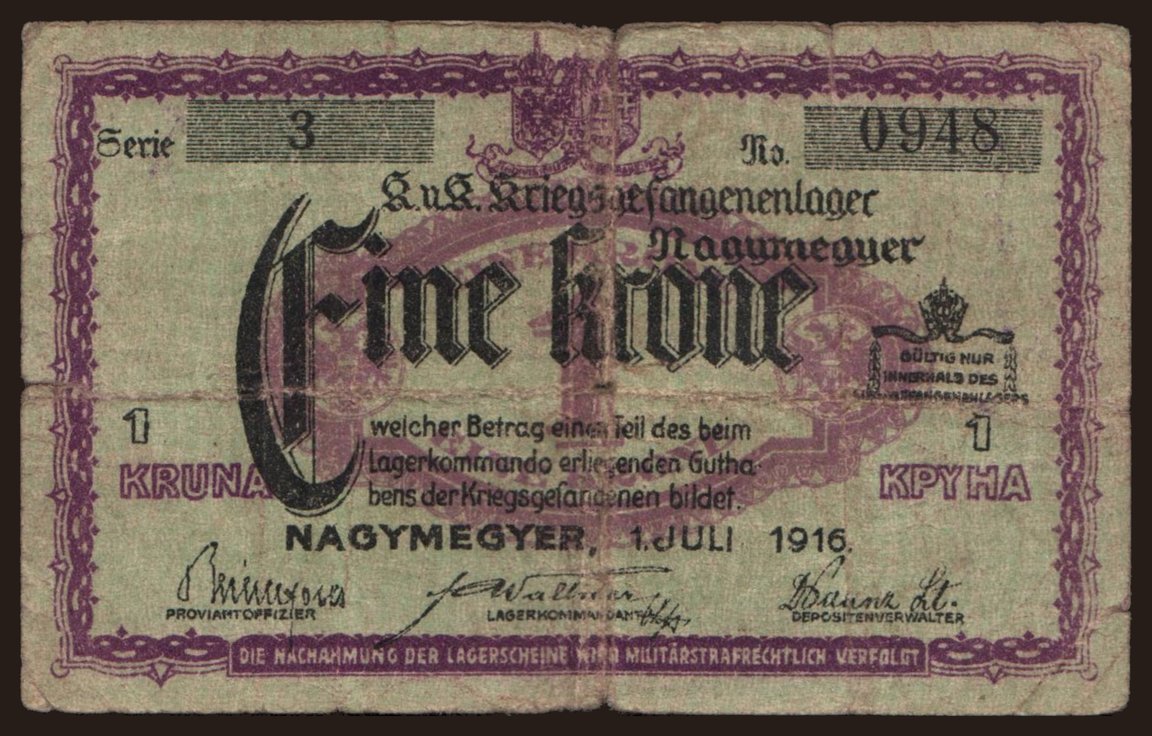 Serie 3
No. 0948
K.u.K. Kriegsgefangenenlager
Nagymegyer
Eine Krone
GÜLTIG NUR
INNERHALB DES
1
1
welcher Betrag einen Teil des beim
Lagerkommando erliegenden Gutha-
bens der Kriegsgefangenen bildet.
KRUNA
КРУНА
NAGYMEGYER, 1. JULI 1916.
PROVIANTOFFIZIER
LAGERKOMMANDANT
DEPOSITENVERWALTER
DIE NACHAHMUNG DER LAGERSCHEINE WIRD MILITÄRSTRAFRECHTLICH VERFOLGT